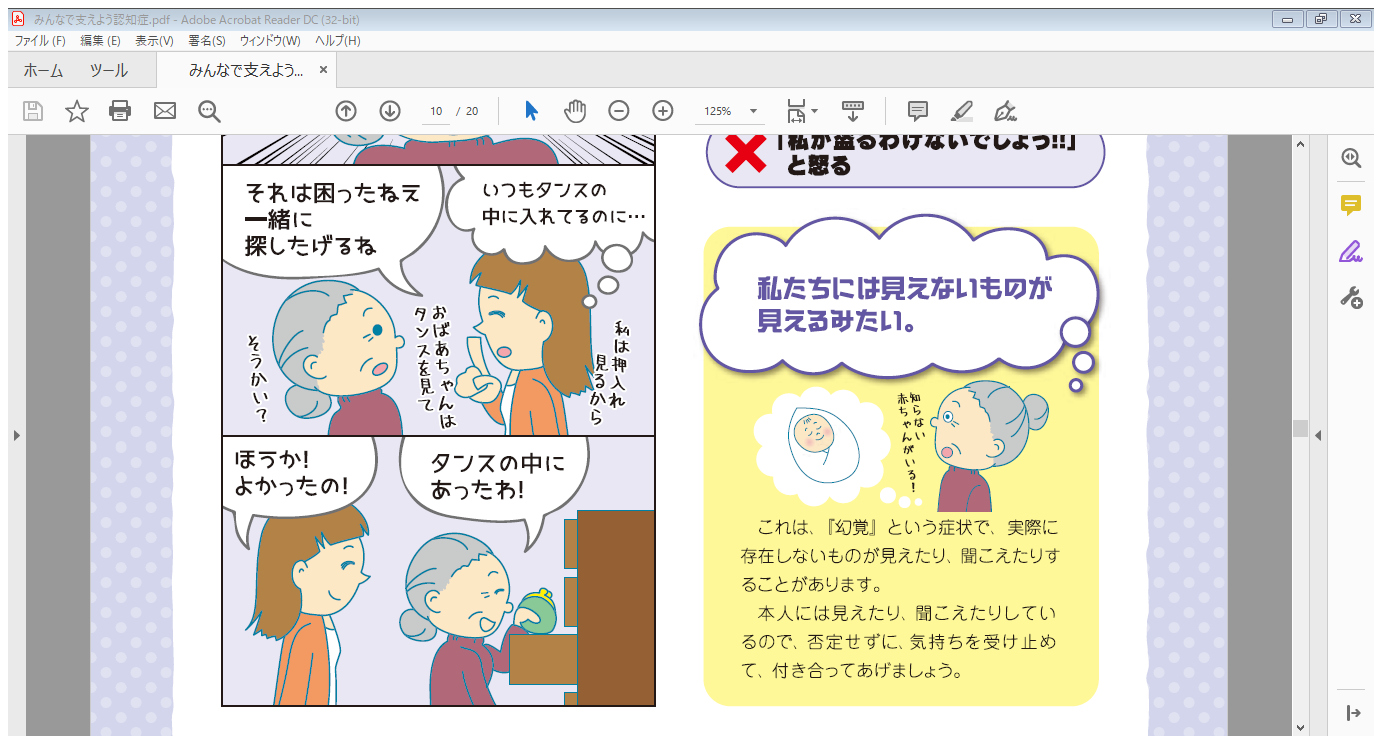 みんなで支えよう認知症.pdf - Adobe Acrobat Reader DC (32-bit)
ファイル (F) 編集 (E) 表示(V) 署名(S) ウィンドウ(W) ヘルプ(H)
ホーム ツール みんなで支えよう... ×
10 / 20 125%
それは困ったねえ
一緒に
探したげるね
いつもタンスの
中に入れてるのに…
そうかい?
おばあちゃんは
タンスを見て
私は押入れ
見るから
ほうか!
よかったの!
タンスの中に
あったわ!
「私が盗るわけないでしょう!!」
と怒る
私たちには見えないものが
見えるみたい。
知らない
赤ちゃんがいる!
これは、『幻覚』という症状で、実際に
存在しないものが見えたり、聞こえたりす
ることがあります。
本人には見えたり、聞こえたりしてい
るので、否定せずに、気持ちを受け止め
て、付き合ってあげましょう。